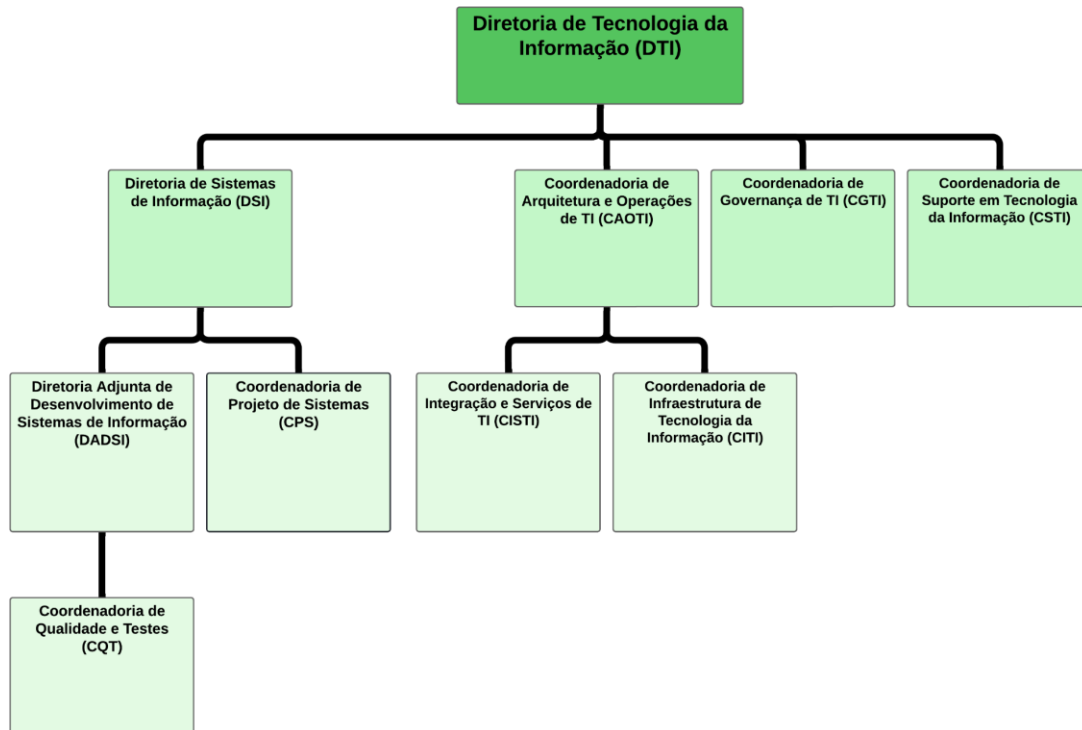 Diretoria de Tecnologia da
Informação (DTI)
Diretoria de Sistemas
de Informação (DSI)
Coordenadoria de
Arquitetura e Operações
de TI (CAOTI)
Coordenadoria de
Governança de TI (CGTI)
Coordenadoria de
Suporte em Tecnologia
da Informação (CSTI)
Diretoria Adjunta de
Desenvolvimento de
Sistemas de Informação
(DADSI)
Coordenadoria de
Projeto de Sistemas
(CPS)
Coordenadoria de
Integração e Serviços de
TI (CISTI)
Coordenadoria de
Infraestrutura de
Tecnologia da
Informação (CITI)
Coordenadoria de
Qualidade e Testes
(CQT)